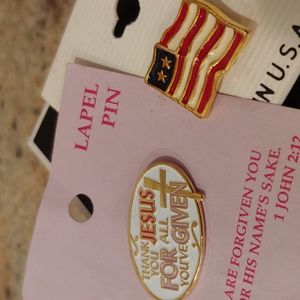 W U.S.A
LAPEL
PIN
THANK
JESUS
YOU
FOR ALL
YOU'VE
GIVEN
ARE FORGIVEN YOU
OR HIS NAME'S SAKE.
1 JOHN 2:12